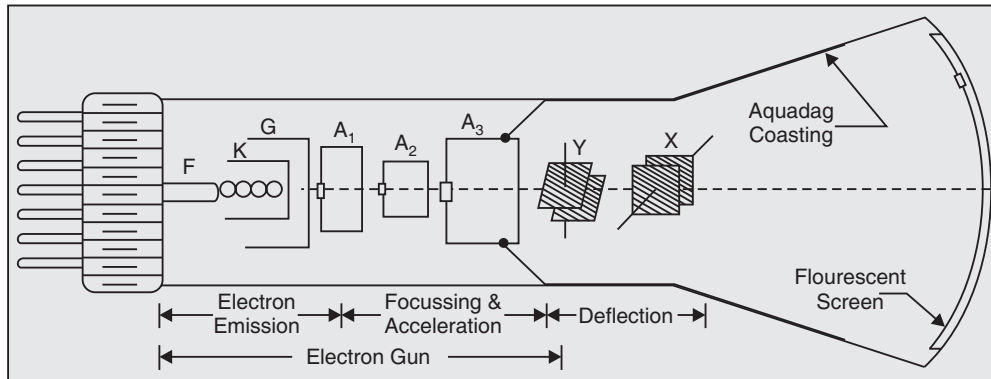 F
K
G
A1
A2
A3
Y
X
Aquadag
Coasting
Flourescent
Screen
Electron
Emission
Focussing &
Acceleration
Deflection
Electron Gun